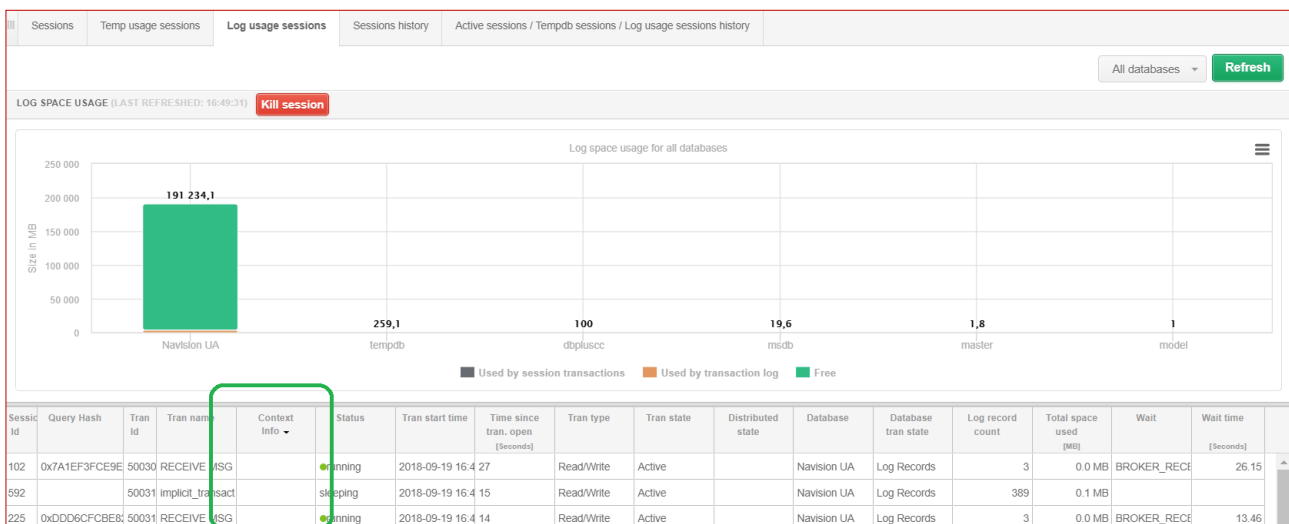 Sessions Temp usage sessions Log usage sessions Sessions history Active sessions / Tempdb sessions / Log usage sessions history
All databases Refresh
LOG SPACE USAGE (LAST REFRESHED: 16:49:31) Kill session
Log space usage for all databases
Size in MB
250 000
200 000
150 000
100 000
50 000
0
191 234,1
259,1
100
19,6
1,8
1
Navision UA tempdb dbpluscc msdb master model
Used by session transactions Used by transaction log Free
Sessic Id Query Hash Tran Id Tran name Context Info Status Tran start time Time since tran. open [Seconds] Tran type Tran state Distributed state Database Database tran state Log record count Total space used [MB] Wait Wait time [Seconds]
102 0x7A1EF3FCE9E 50030 RECEIVE MSG running 2018-09-19 16:4 27 Read/Write Active Navision UA Log Records 3 0.0 MB BROKER_RECE 26.15
592 50031 implicit_transact sleeping 2018-09-19 16:4 15 Read/Write Active Navision UA Log Records 389 0.1 MB
225 0xDDD6CFCBE8 50031 RECEIVE MSG running 2018-09-19 16:4 14 Read/Write Active Navision UA Log Records 3 0.0 MB BROKER_RECE 13.46